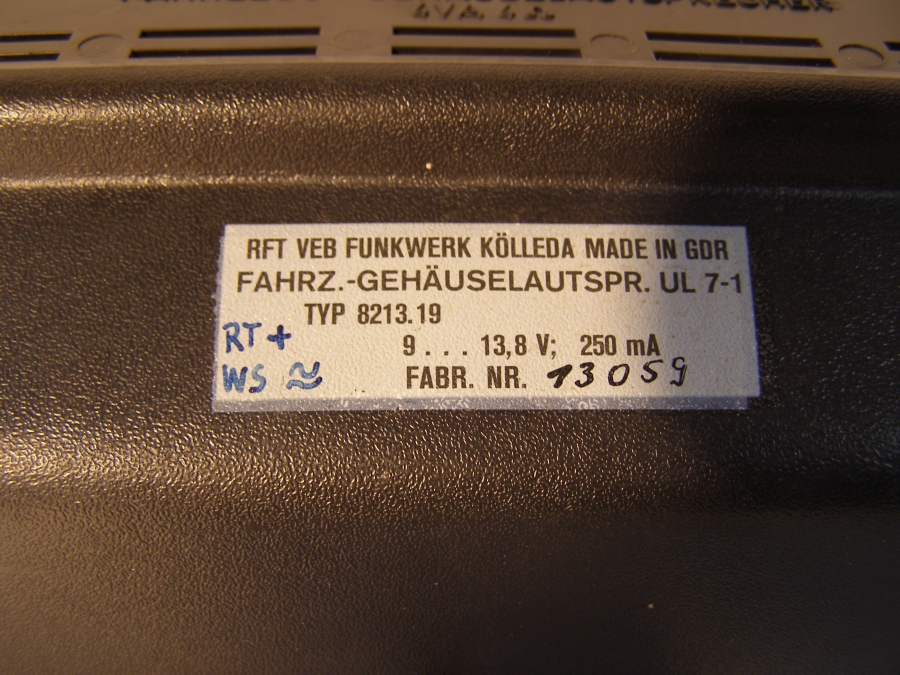 RFT VEB FUNKWERK KÖLLEDA MADE IN GDR
FAHRZ.-GEHÄUSELAUTSPR. UL 7-1
TYP 8213.19
RT +
9 . . . 13,8 V; 250 mA
WS ≈
FABR. NR. 13059